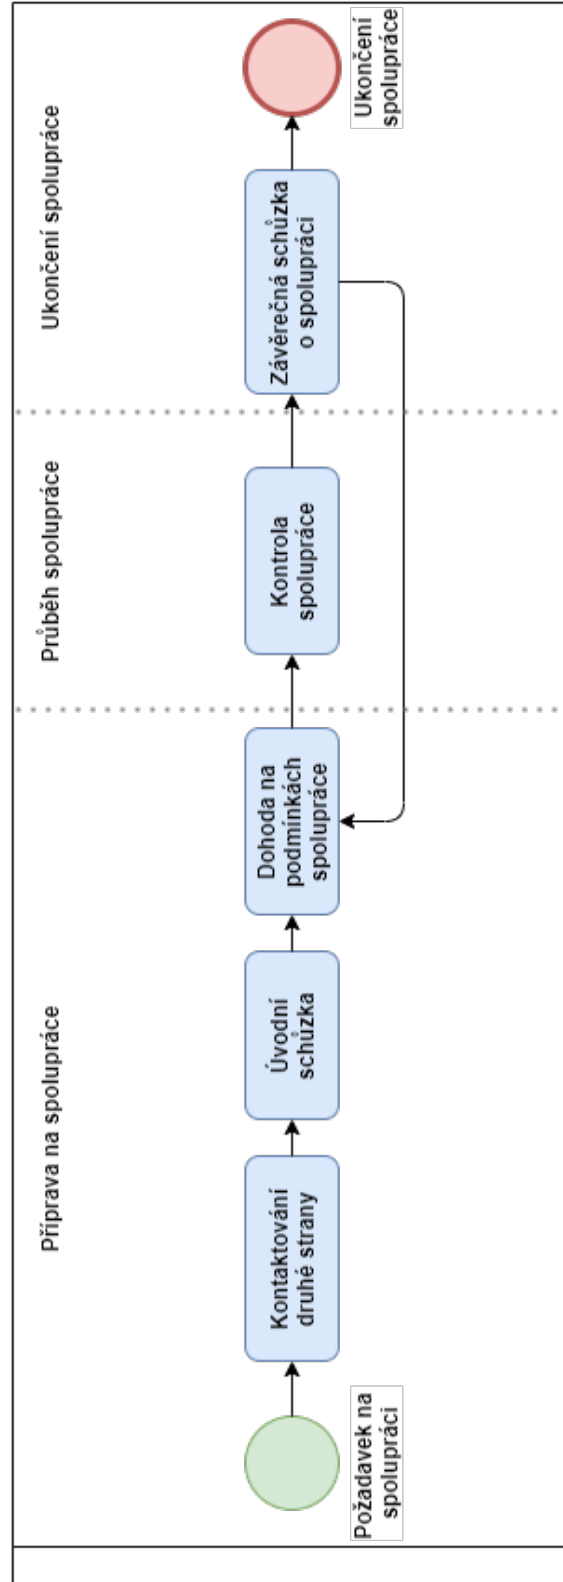 Příprava na spolupráce
Průběh spolupráce
Ukončení spolupráce
Požadavek na
spolupráci
Kontaktování
druhé strany
Úvodní
schůzka
Dohoda na
podmínkách
spolupráce
Kontrola
spolupráce
Závěrečná schůzka
o spolupráci
Ukončení
spolupráce